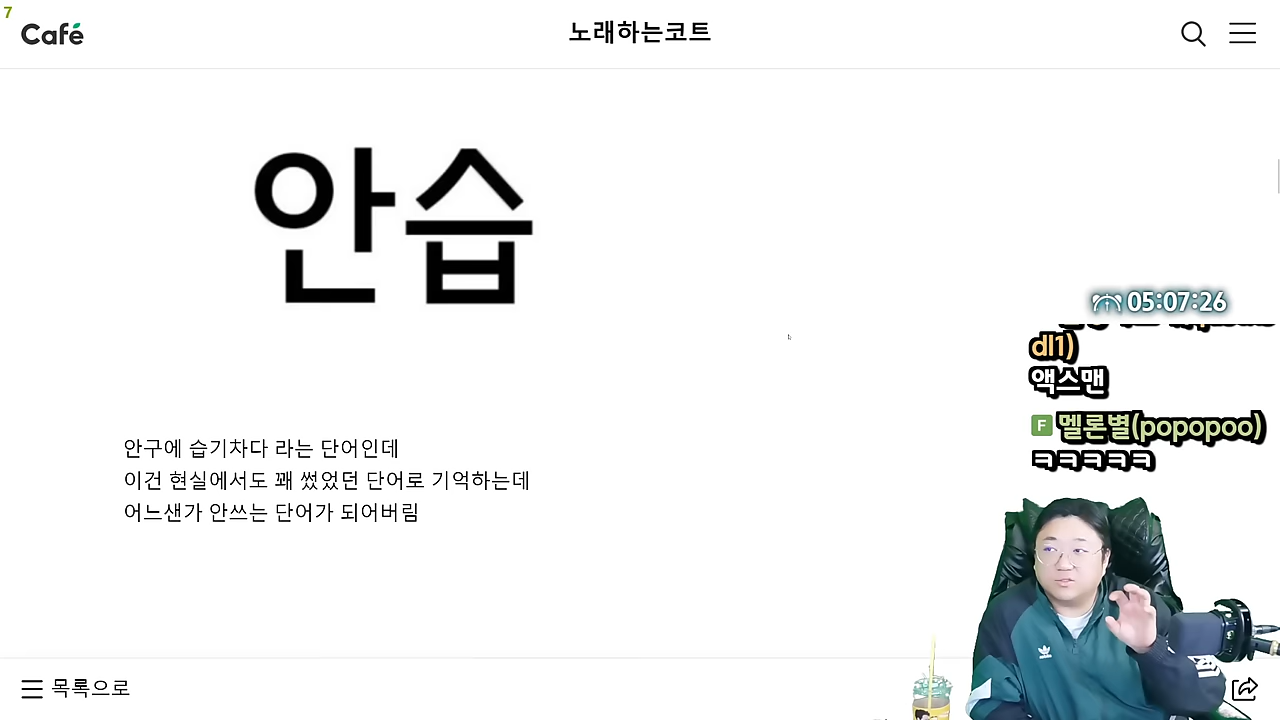 7
Café
노래하는코트
안습
05:07:26
dl1)
액스맨
F 멜론별(popopoo)
ㅋㅋㅋㅋㅋ
안구에 습기차다 라는 단어인데
이건 현실에서도 꽤 썼었던 단어로 기억하는데
어느샌가 안쓰는 단어가 되어버림
목록으로